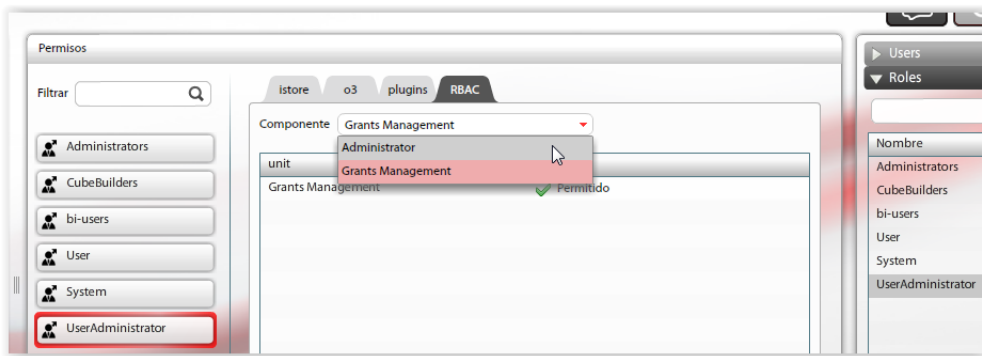 Permisos
Filtrar
Administrators
CubeBuilders
bi-users
User
System
UserAdministrator
istore o3 plugins RBAC
Componente Grants Management
Administrator
Grants Management
unit
Grants Management Permitido
Users
Roles
Nombre
Administrators
CubeBuilders
bi-users
User
System
UserAdministrator